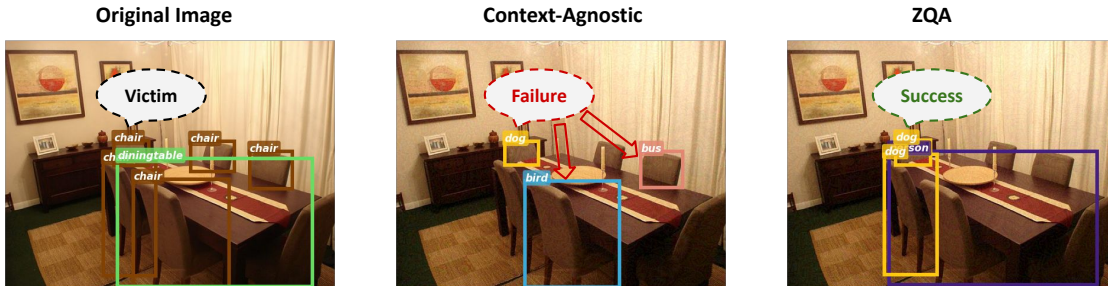 Original Image
Context-Agnostic
ZQA
Victim
Failure
Success
chair
chair
chair
ch
diningtable
chair
dog
bus
bird
dog
dog
son